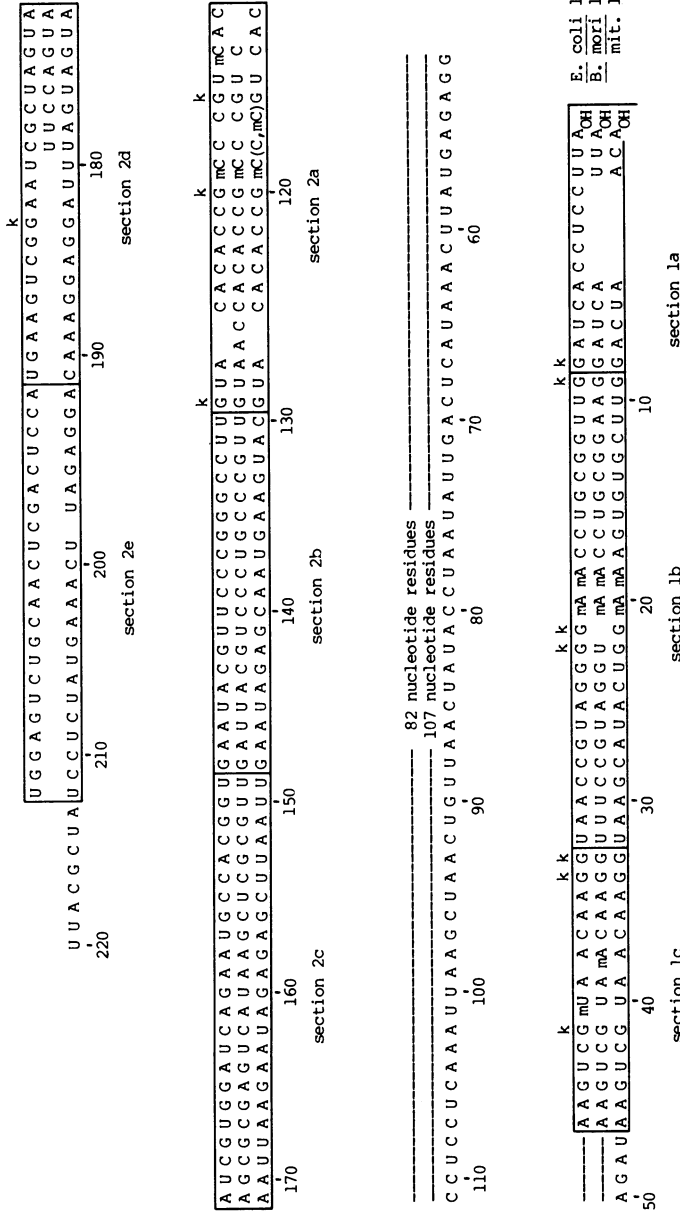 k
U G G A G U C U G C A A C U C G A C U C C A U G A A G U C G G A A U C G C U A G U A
U U C C A G U A
U U A C G C U A U C C U C U A U G A A A C U U A G A G G A C A A A G G A G G A U U U A G U A G U A
220 210 200 190 180
section 2e section 2d
k k k
A U C G U G G A U C A G A A U G C C A C G G U G A A U A C G U U C C C G G G C C U U G U A C A C A C C G mC C C G U mC A C
A G C G C G A G U C A U A A G C U C G C G U U G A U U A C G U C C C U G C C C G U U G U A A C C A C A C C G mC C C G U C
A A U U A A G A A U A G A G A G C U U A A U U G A A U A G A G C A A U G A A G U A C G U A C A C A C C G mC(C,mC)G U C A C
170 160 150 140 130 120
section 2c section 2b section 2a
82 nucleotide residues
107 nucleotide residues
C C U C C U C A A A U U A A G C U A A C U G U U A A C U A U A U A C C U A A U A U A U U G A C U C A U A A A C U U A U G A G A G G
110 100 90 80 70 60
k k k k k k k
A A G U C G mU A A C A A G G U A A C C G U A G G G G mA mA C C U G C G G U U G G A U C A C C U C C U U A OH E. coli
A A G U C G U A mA C A A G G U U U C C G U A G G U mA mA C C U G C G G A A G G A U C A U U A OH B. mori
A G A U A A G U C G U A A C A A G G U A A G C A U A C U G G mA mA A G U G U G C U U G G A C U A A C A OH mit.
50 40 30 20 10
section 1c section 1b section 1a